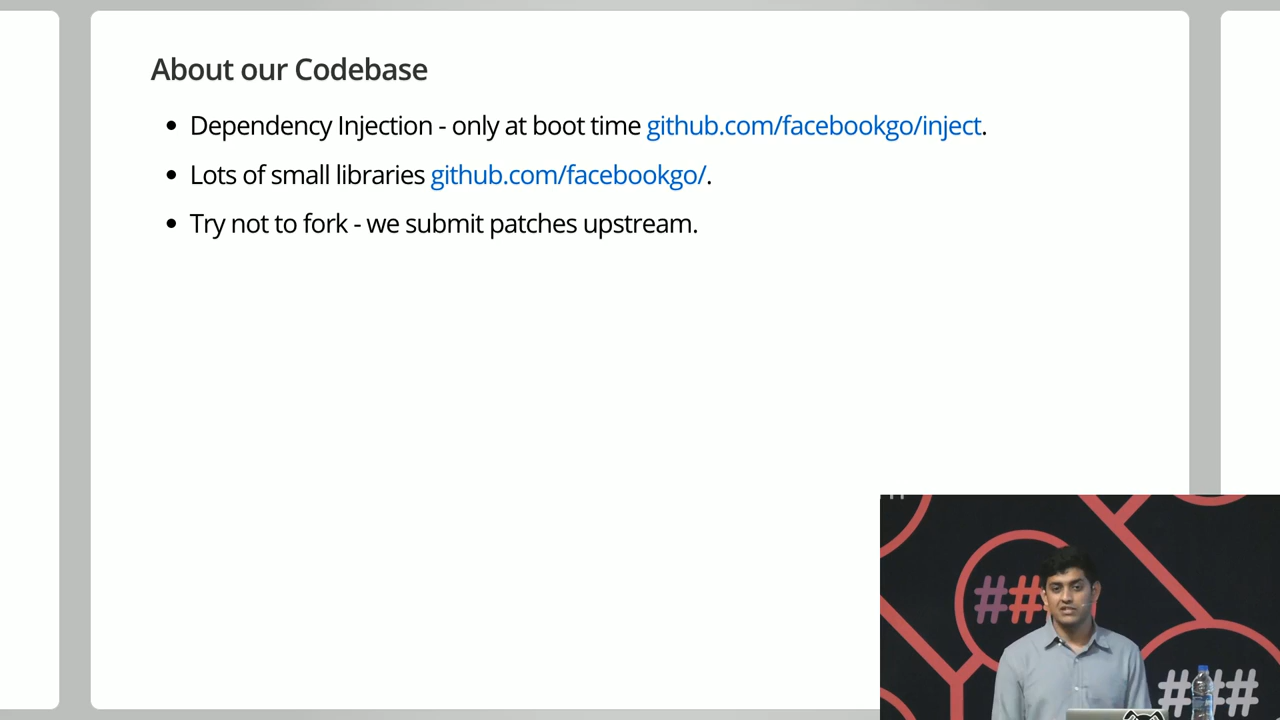 About our Codebase
Dependency Injection - only at boot time github.com/facebookgo/inject.
Lots of small libraries github.com/facebookgo/.
Try not to fork - we submit patches upstream.
##
###